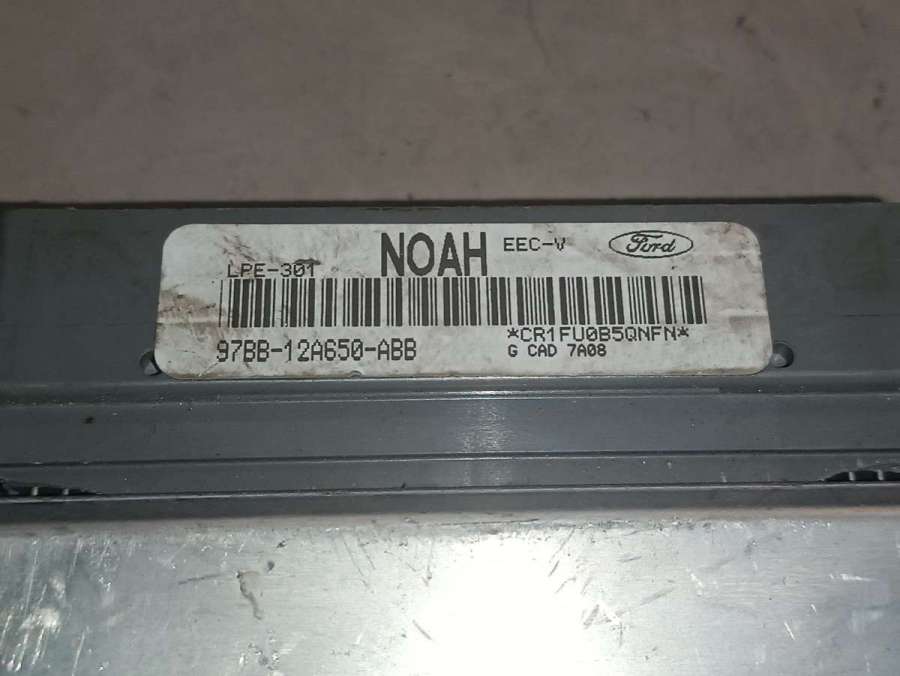 NOAH EEC-V Ford
LPE-301
*CR1FU0B5QNFN*
97BB-12A650-ABB
G CAD 7A08